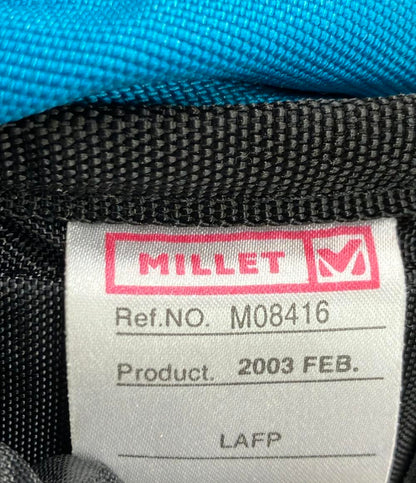 MILLET
Ref.NO. M08416
Product. 2003 FEB.
LAFP